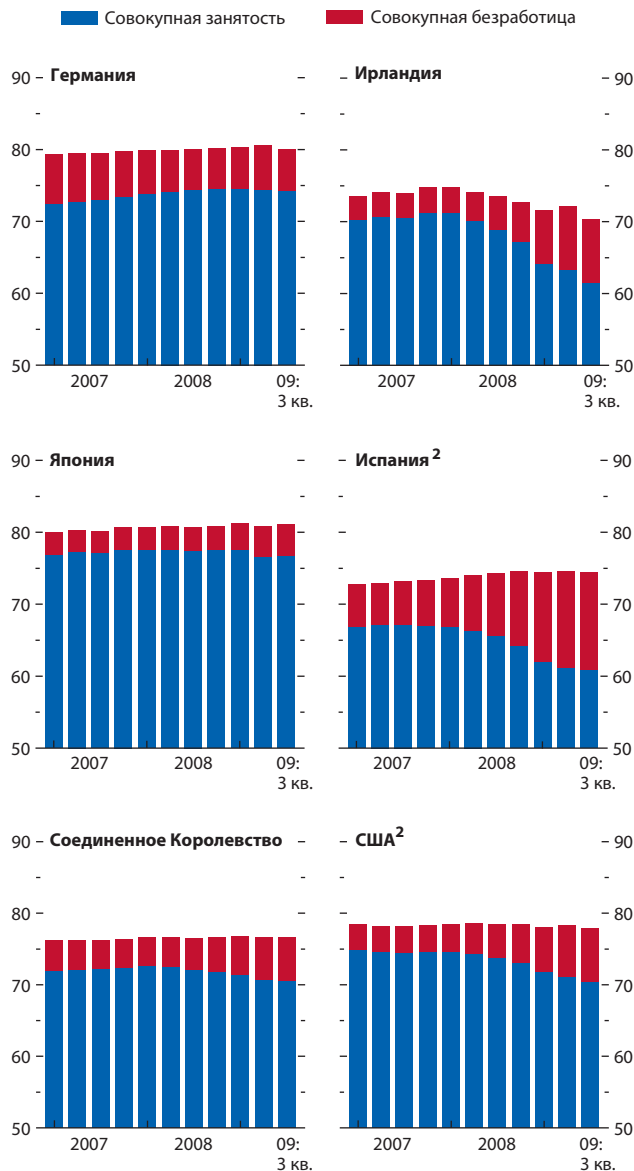 Совокупная занятость Совокупная безработица
Германия Ирландия
90 90
80 80
70 70
60 60
50 50
2007 2008 09: 2007 2008 09:
3 кв. 3 кв.
Япония Испания 2
90 90
80 80
70 70
60 60
50 50
2007 2008 09: 2007 2008 09:
3 кв. 3 кв.
Соединенное Королевство США2
90 90
80 80
70 70
60 60
50 50
2007 2008 09: 2007 2008 09:
3 кв. 3 кв.